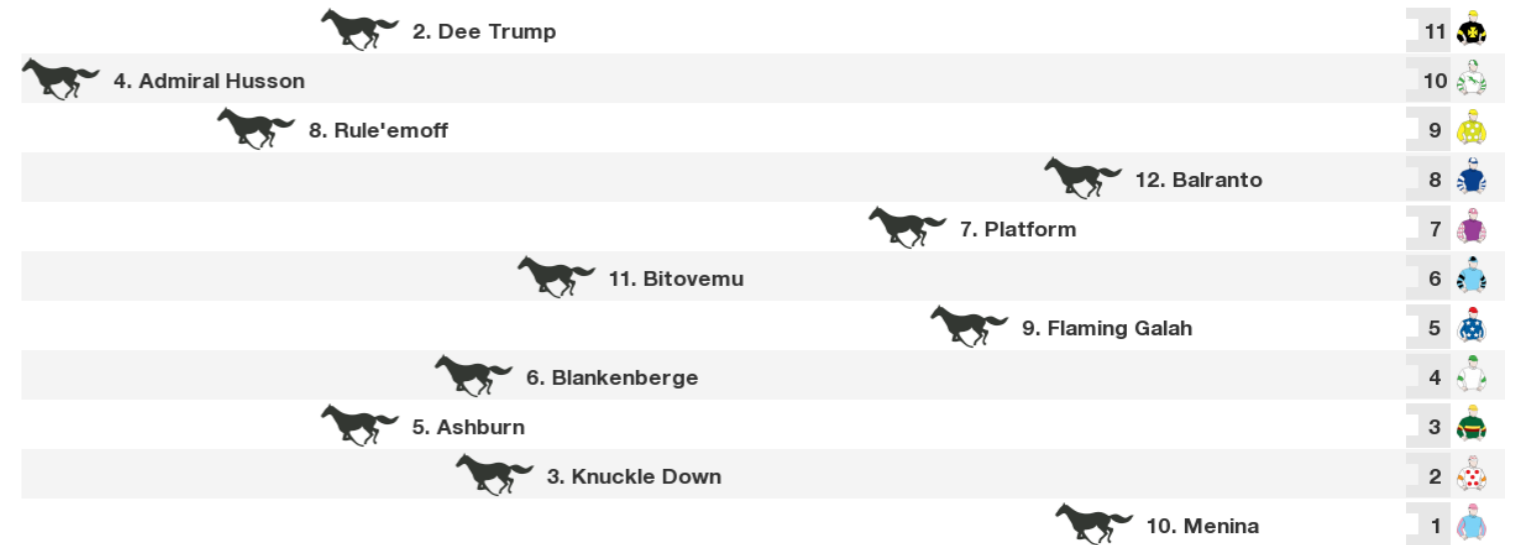 2. Dee Trump 11
4. Admiral Husson 10
8. Rule'emoff 9
12. Balranto 8
7. Platform 7
11. Bitovemu 6
9. Flaming Galah 5
6. Blankenberge 4
5. Ashburn 3
3. Knuckle Down 2
10. Menina 1